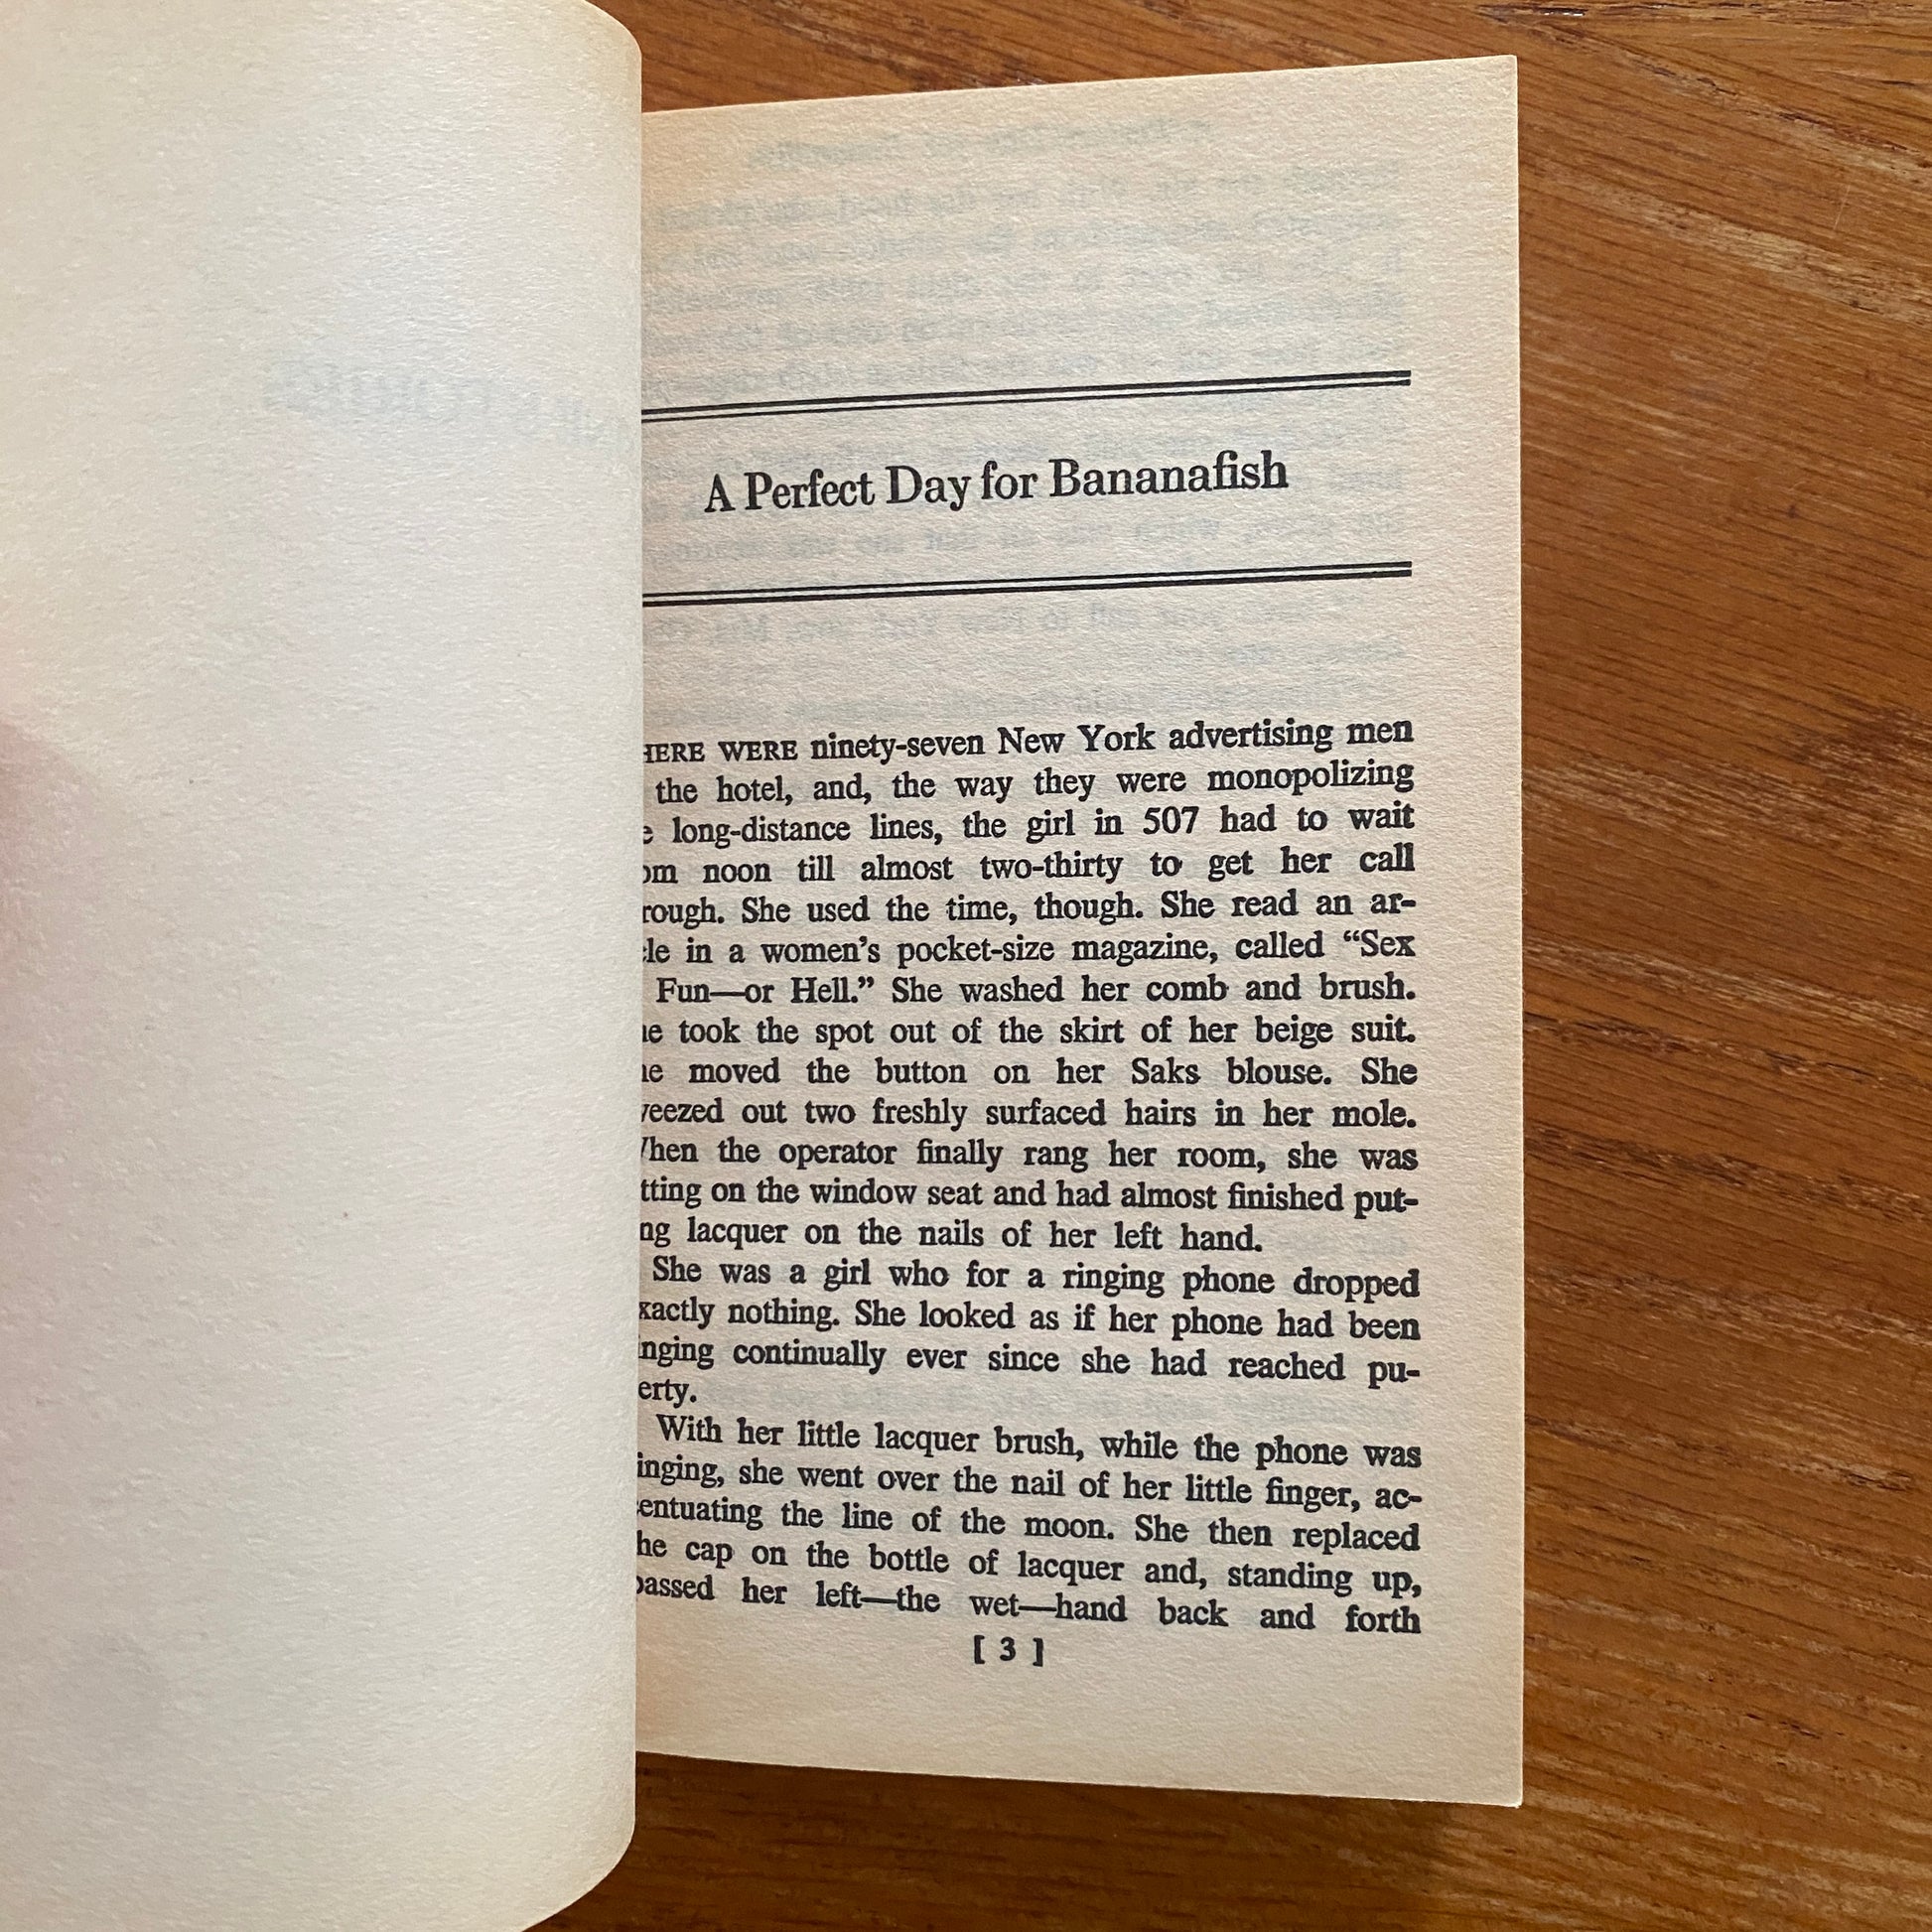 A Perfect Day for Bananafish
HERE WERE ninety-seven New York advertising men
the hotel, and, the way they were monopolizing
e long-distance lines, the girl in 507 had to wait
om noon till almost two-thirty to get her call
rough. She used the time, though. She read an ar-
cle in a women's pocket-size magazine, called “Sex
Fun—or Hell.” She washed her comb and brush.
he took the spot out of the skirt of her beige suit.
he moved the button on her Saks blouse. She
weezed out two freshly surfaced hairs in her mole.
When the operator finally rang her room, she was
tting on the window seat and had almost finished put-
ng lacquer on the nails of her left hand.
She was a girl who for a ringing phone dropped
xactly nothing. She looked as if her phone had been
inging continually ever since she had reached pu-
erty.
With her little lacquer brush, while the phone was
inging, she went over the nail of her little finger, ac-
centuating the line of the moon. She then replaced
he cap on the bottle of lacquer and, standing up,
passed her left—the wet—hand back and forth
[ 3 ]